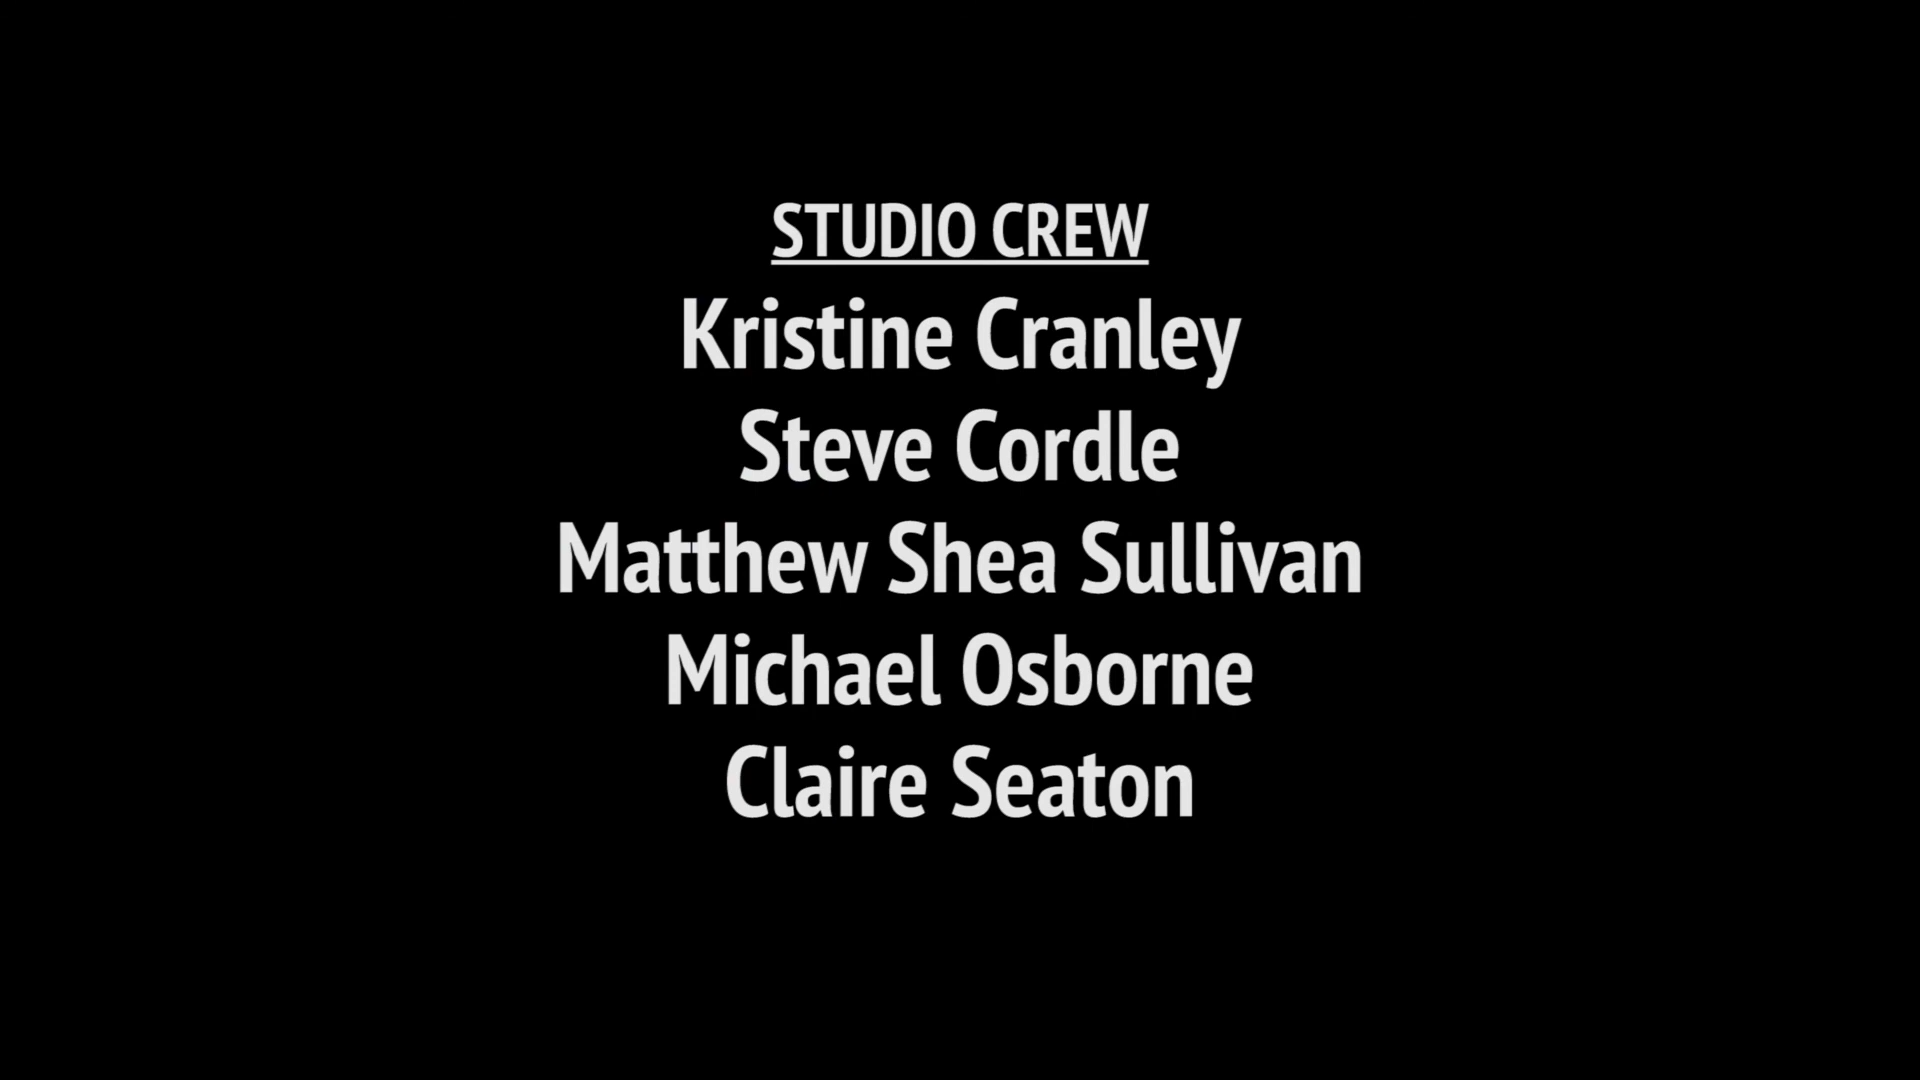 STUDIO CREW
Kristine Cranley
Steve Cordle
Matthew Shea Sullivan
Michael Osborne
Claire Seaton